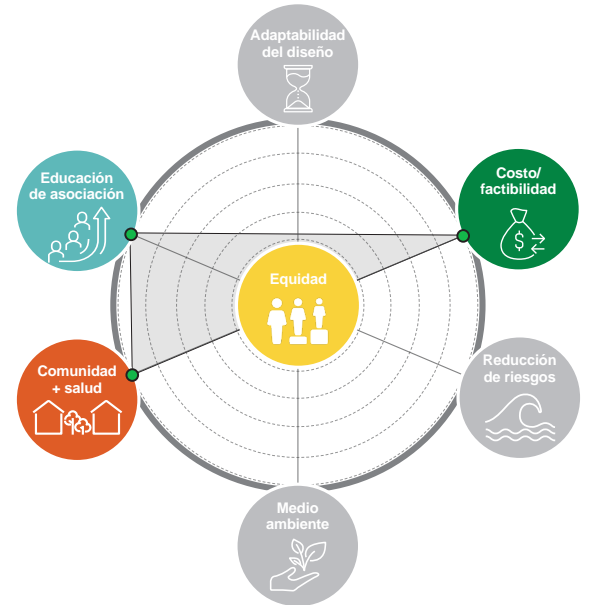 Adaptabilidad
del diseño
Educación
de asociación
Costo/
factibilidad
$
Equidad
Comunidad
+ salud
Reducción
de riesgos
Medio
ambiente